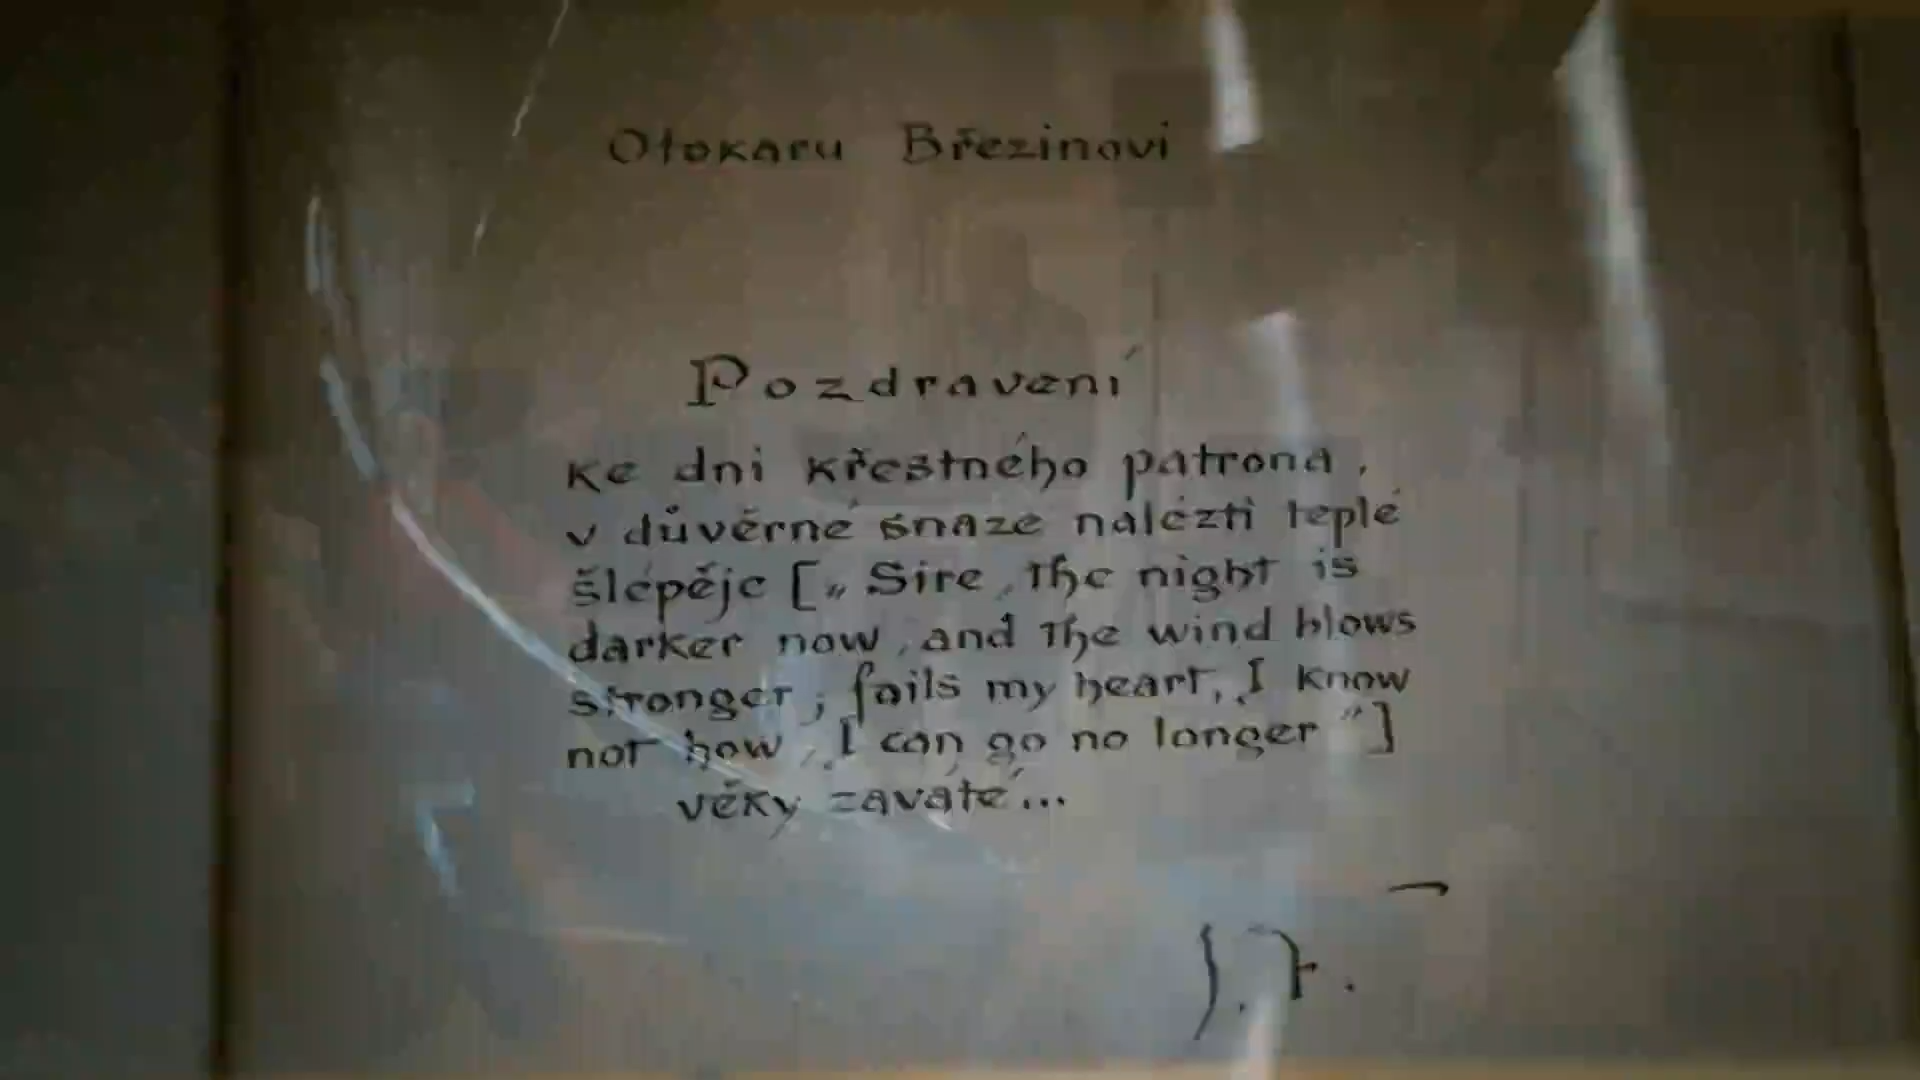 Otokaru Březinovi
Pozdravení
ke dni křestného patrona,
v důvěrné snaze nalézti teplé
šlépěje [„Sire, the night is
darker now, and the wind blows
stronger; fails my heart, I know
not how, I can go no longer"]
věky zaváté...
J.F.